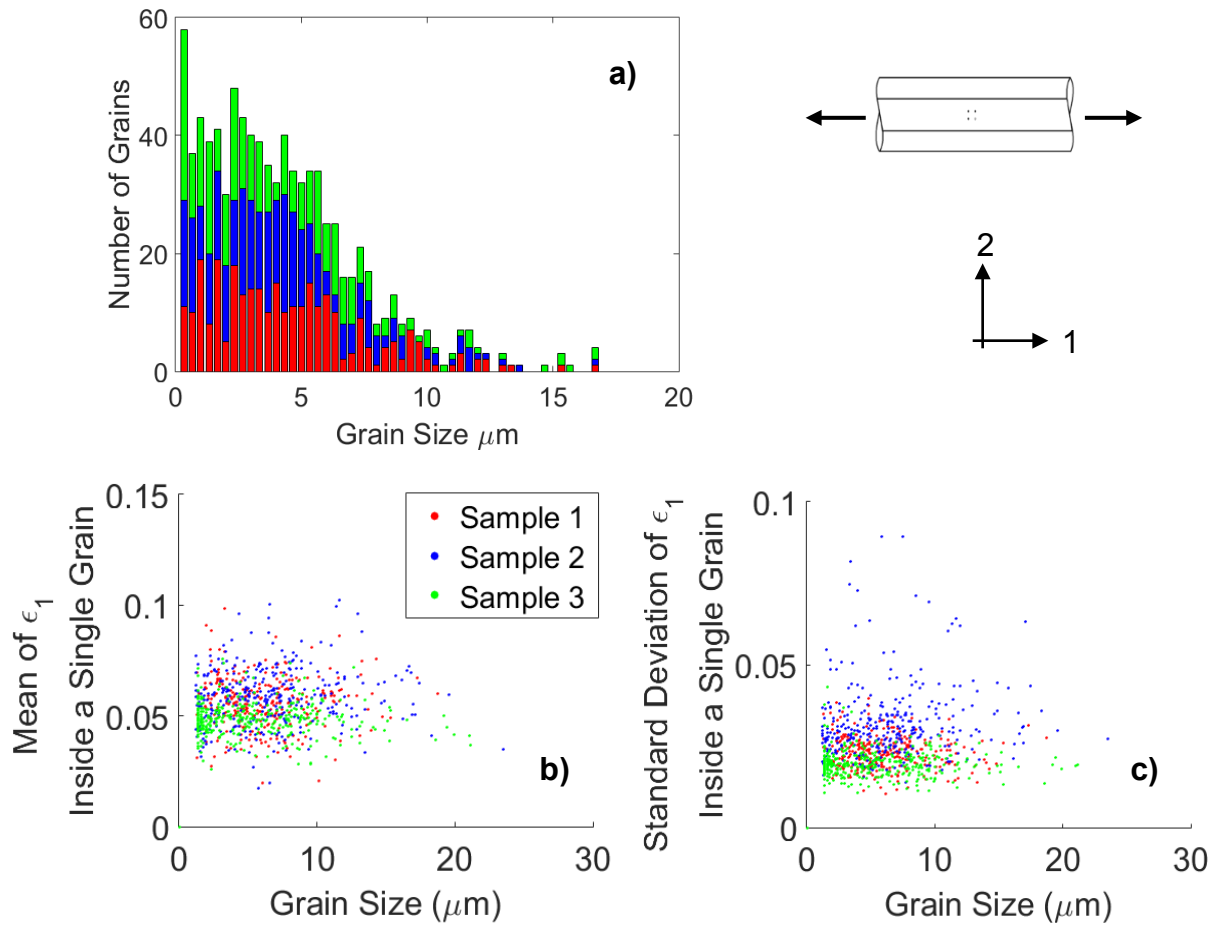 60
40
20
0
Number of Grains
a)
0 5 10 15 20
Grain Size μm
2
1
0.15
0.1
0.05
0
Mean of ϵ1
Inside a Single Grain
Sample 1
Sample 2
Sample 3
b)
0 10 20 30
Grain Size (μm)
0.1
0.05
0
Standard Deviation of ϵ1
Inside a Single Grain
c)
0 10 20 30
Grain Size (μm)